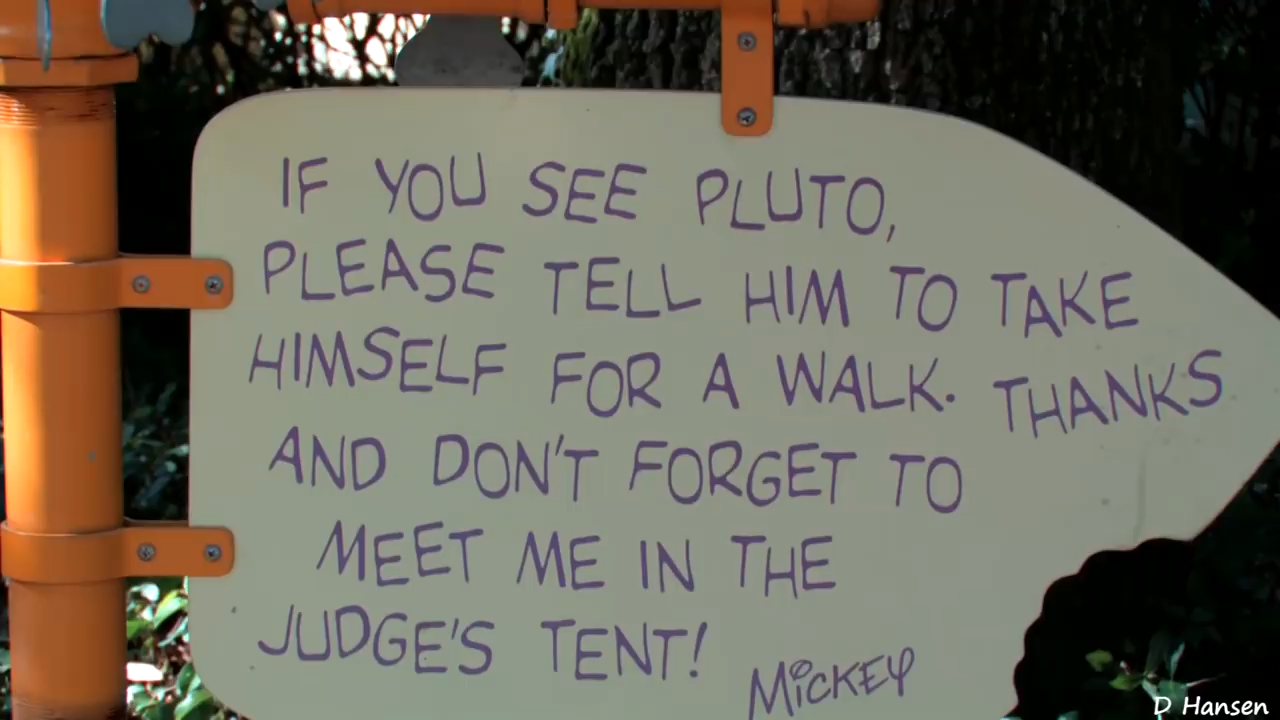 IF YOU SEE PLUTO,
PLEASE TELL HIM TO TAKE
HIMSELF FOR A WALK. THANKS
AND DON'T FORGET TO
MEET ME IN THE
JUDGE'S TENT!
MICKEY
D Hansen